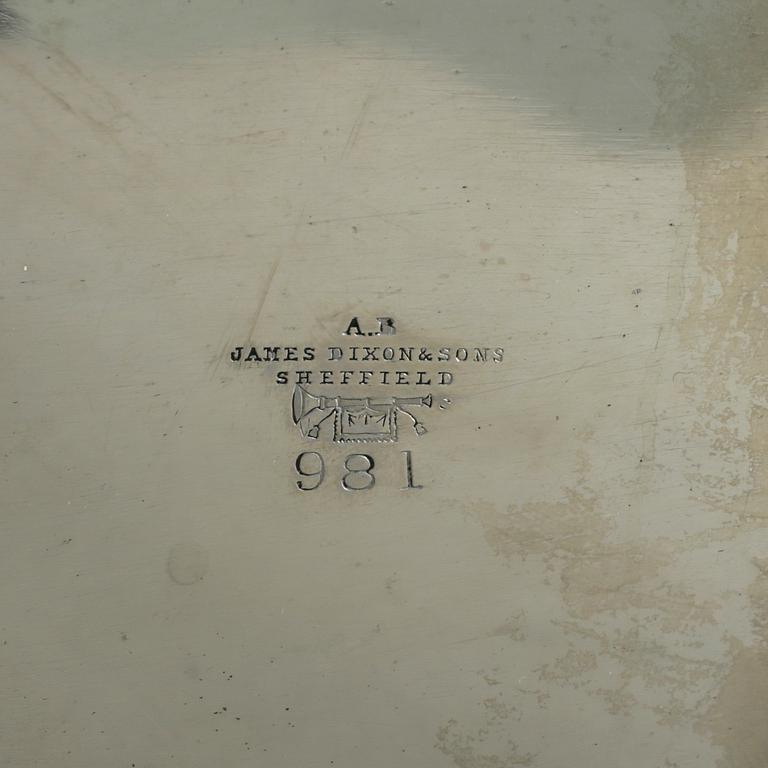 A.B
JAMES DIXON & SONS
SHEFFIELD
981